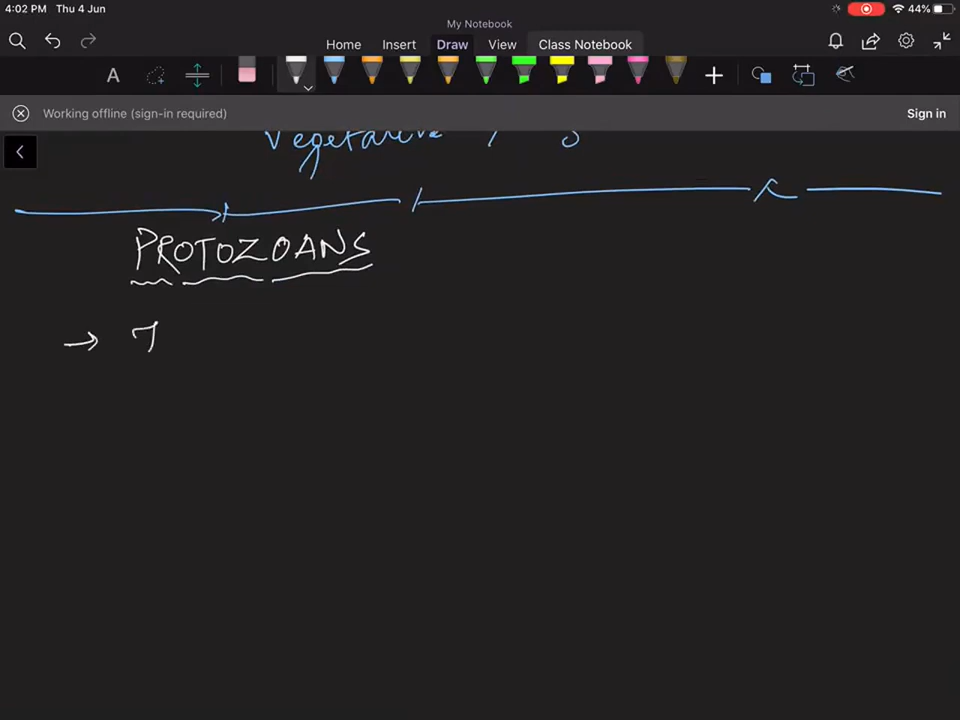 4:02 PM Thu 4 Jun
44%
My Notebook
Home Insert Draw View Class Notebook
A
Working offline (sign-in required) Sign in
Vegetative
PROTOZOANS
→ T